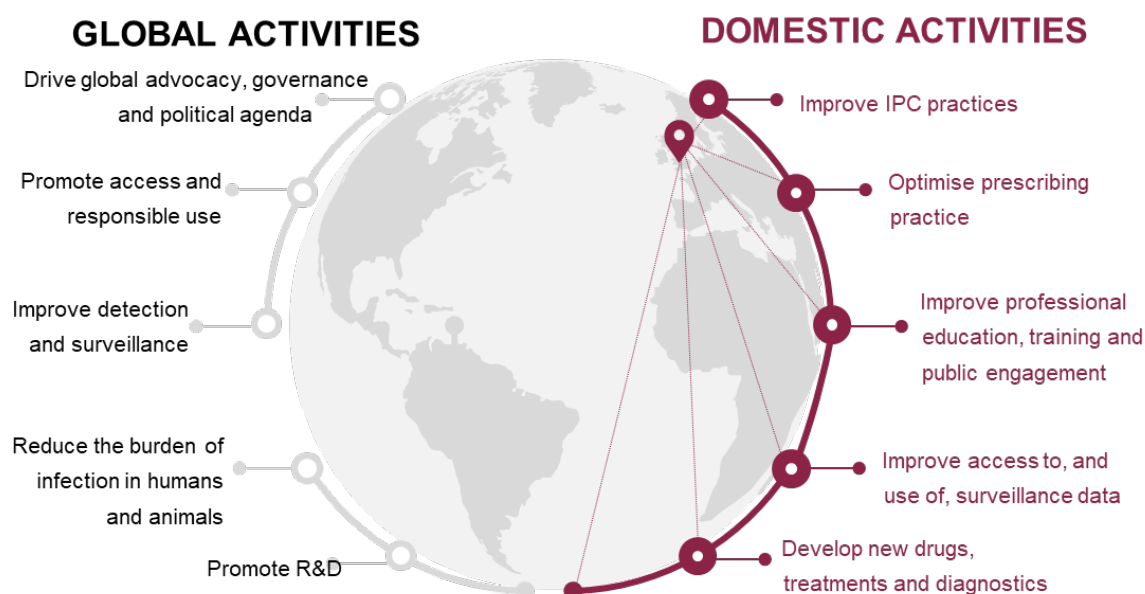 GLOBAL ACTIVITIES
Drive global advocacy, governance
and political agenda
Promote access and
responsible use
Improve detection
and surveillance
Reduce the burden of
infection in humans
and animals
Promote R&D
DOMESTIC ACTIVITIES
Improve IPC practices
Optimise prescribing
practice
Improve professional
education, training and
public engagement
Improve access to, and
use of, surveillance data
Develop new drugs,
treatments and diagnostics